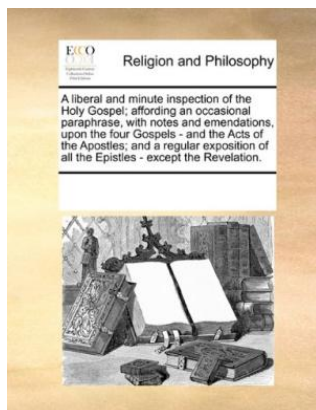 ECCO
Religion and Philosophy
A liberal and minute inspection of the
Holy Gospel; affording an occasional
paraphrase, with notes and emendations,
upon the four Gospels - and the Acts of
the Apostles; and a regular exposition of
all the Epistles - except the Revelation.